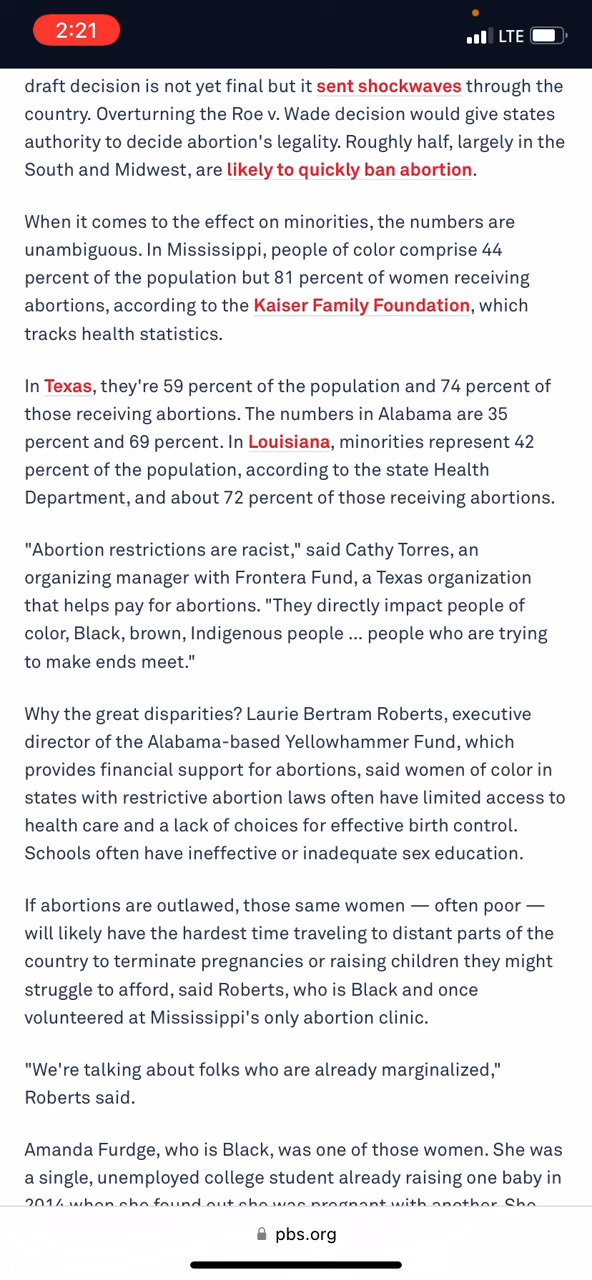 2:21
LTE
draft decision is not yet final but it sent shockwaves through the
country. Overturning the Roe v. Wade decision would give states
authority to decide abortion's legality. Roughly half, largely in the
South and Midwest, are likely to quickly ban abortion.
When it comes to the effect on minorities, the numbers are
unambiguous. In Mississippi, people of color comprise 44
percent of the population but 81 percent of women receiving
abortions, according to the Kaiser Family Foundation, which
tracks health statistics.
In Texas, they're 59 percent of the population and 74 percent of
those receiving abortions. The numbers in Alabama are 35
percent and 69 percent. In Louisiana, minorities represent 42
percent of the population, according to the state Health
Department, and about 72 percent of those receiving abortions.
"Abortion restrictions are racist," said Cathy Torres, an
organizing manager with Frontera Fund, a Texas organization
that helps pay for abortions. "They directly impact people of
color, Black, brown, Indigenous people ... people who are trying
to make ends meet."
Why the great disparities? Laurie Bertram Roberts, executive
director of the Alabama-based Yellowhammer Fund, which
provides financial support for abortions, said women of color in
states with restrictive abortion laws often have limited access to
health care and a lack of choices for effective birth control.
Schools often have ineffective or inadequate sex education.
If abortions are outlawed, those same women — often poor —
will likely have the hardest time traveling to distant parts of the
country to terminate pregnancies or raising children they might
struggle to afford, said Roberts, who is Black and once
volunteered at Mississippi's only abortion clinic.
"We're talking about folks who are already marginalized,"
Roberts said.
Amanda Furdge, who is Black, was one of those women. She was
a single, unemployed college student already raising one baby in
2014 when she found out she was pregnant with another. She
pbs.org